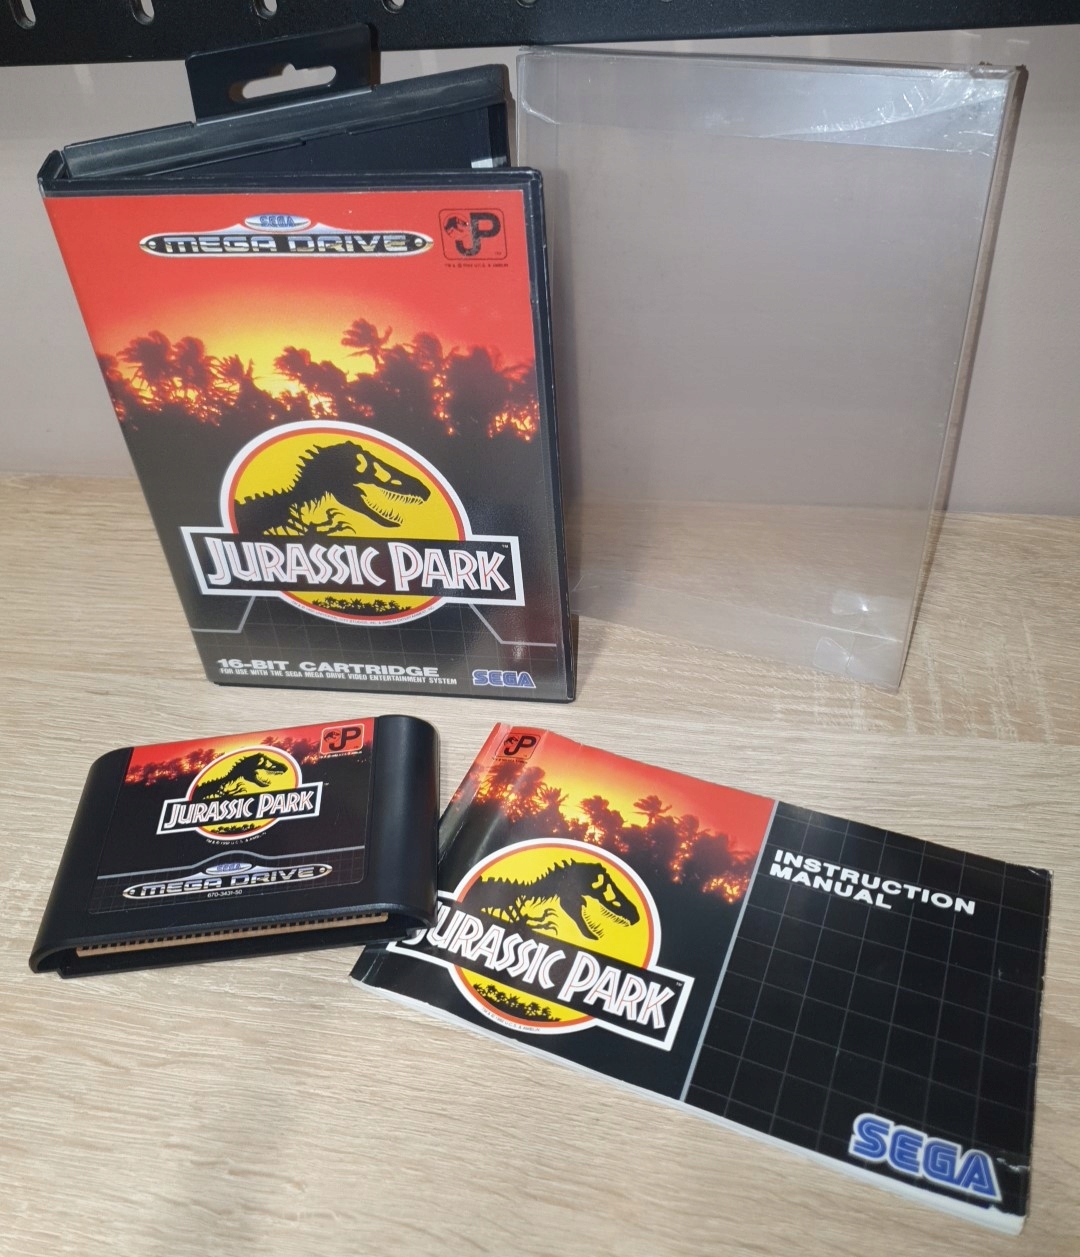 SEGA
MEGA DRIVE
JP
JURASSIC PARK
TM
16-BIT CARTRIDGE
FOR USE WITH THE SEGA MEGA DRIVE VIDEO ENTERTAINMENT SYSTEM
SEGA
JP
JURASSIC PARK
SEGA
MEGA DRIVE
670-3431-50
JP
JURASSIC PARK
INSTRUCTION
MANUAL
SEGA